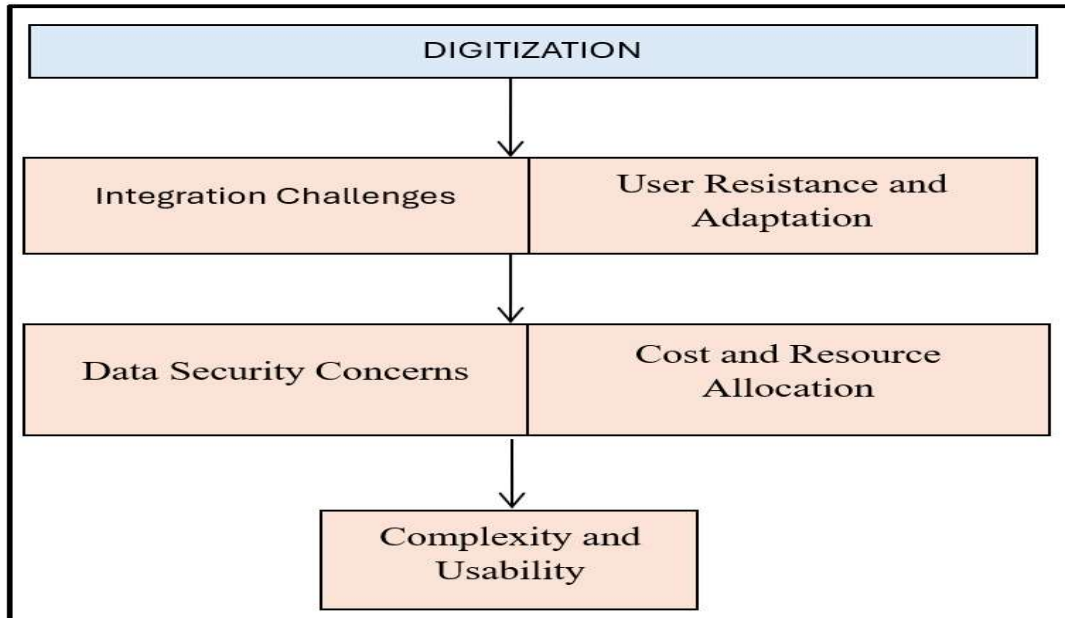 DIGITIZATION
Integration Challenges
User Resistance and
Adaptation
Data Security Concerns
Cost and Resource
Allocation
Complexity and
Usability